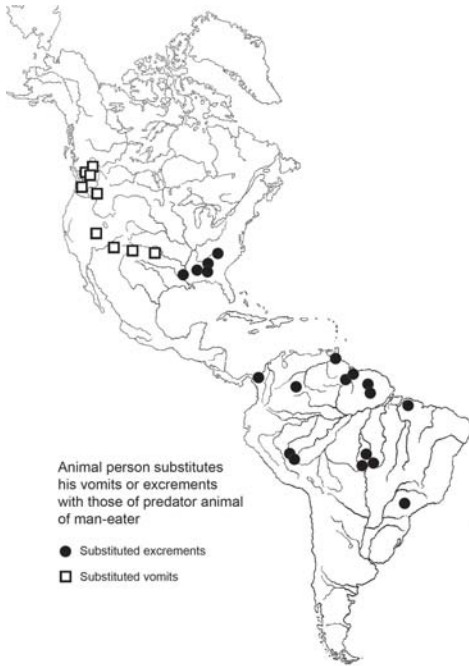 Animal person substitutes
his vomits or excrements
with those of predator animal
of man-eater
Substituted excrements
Substituted vomits